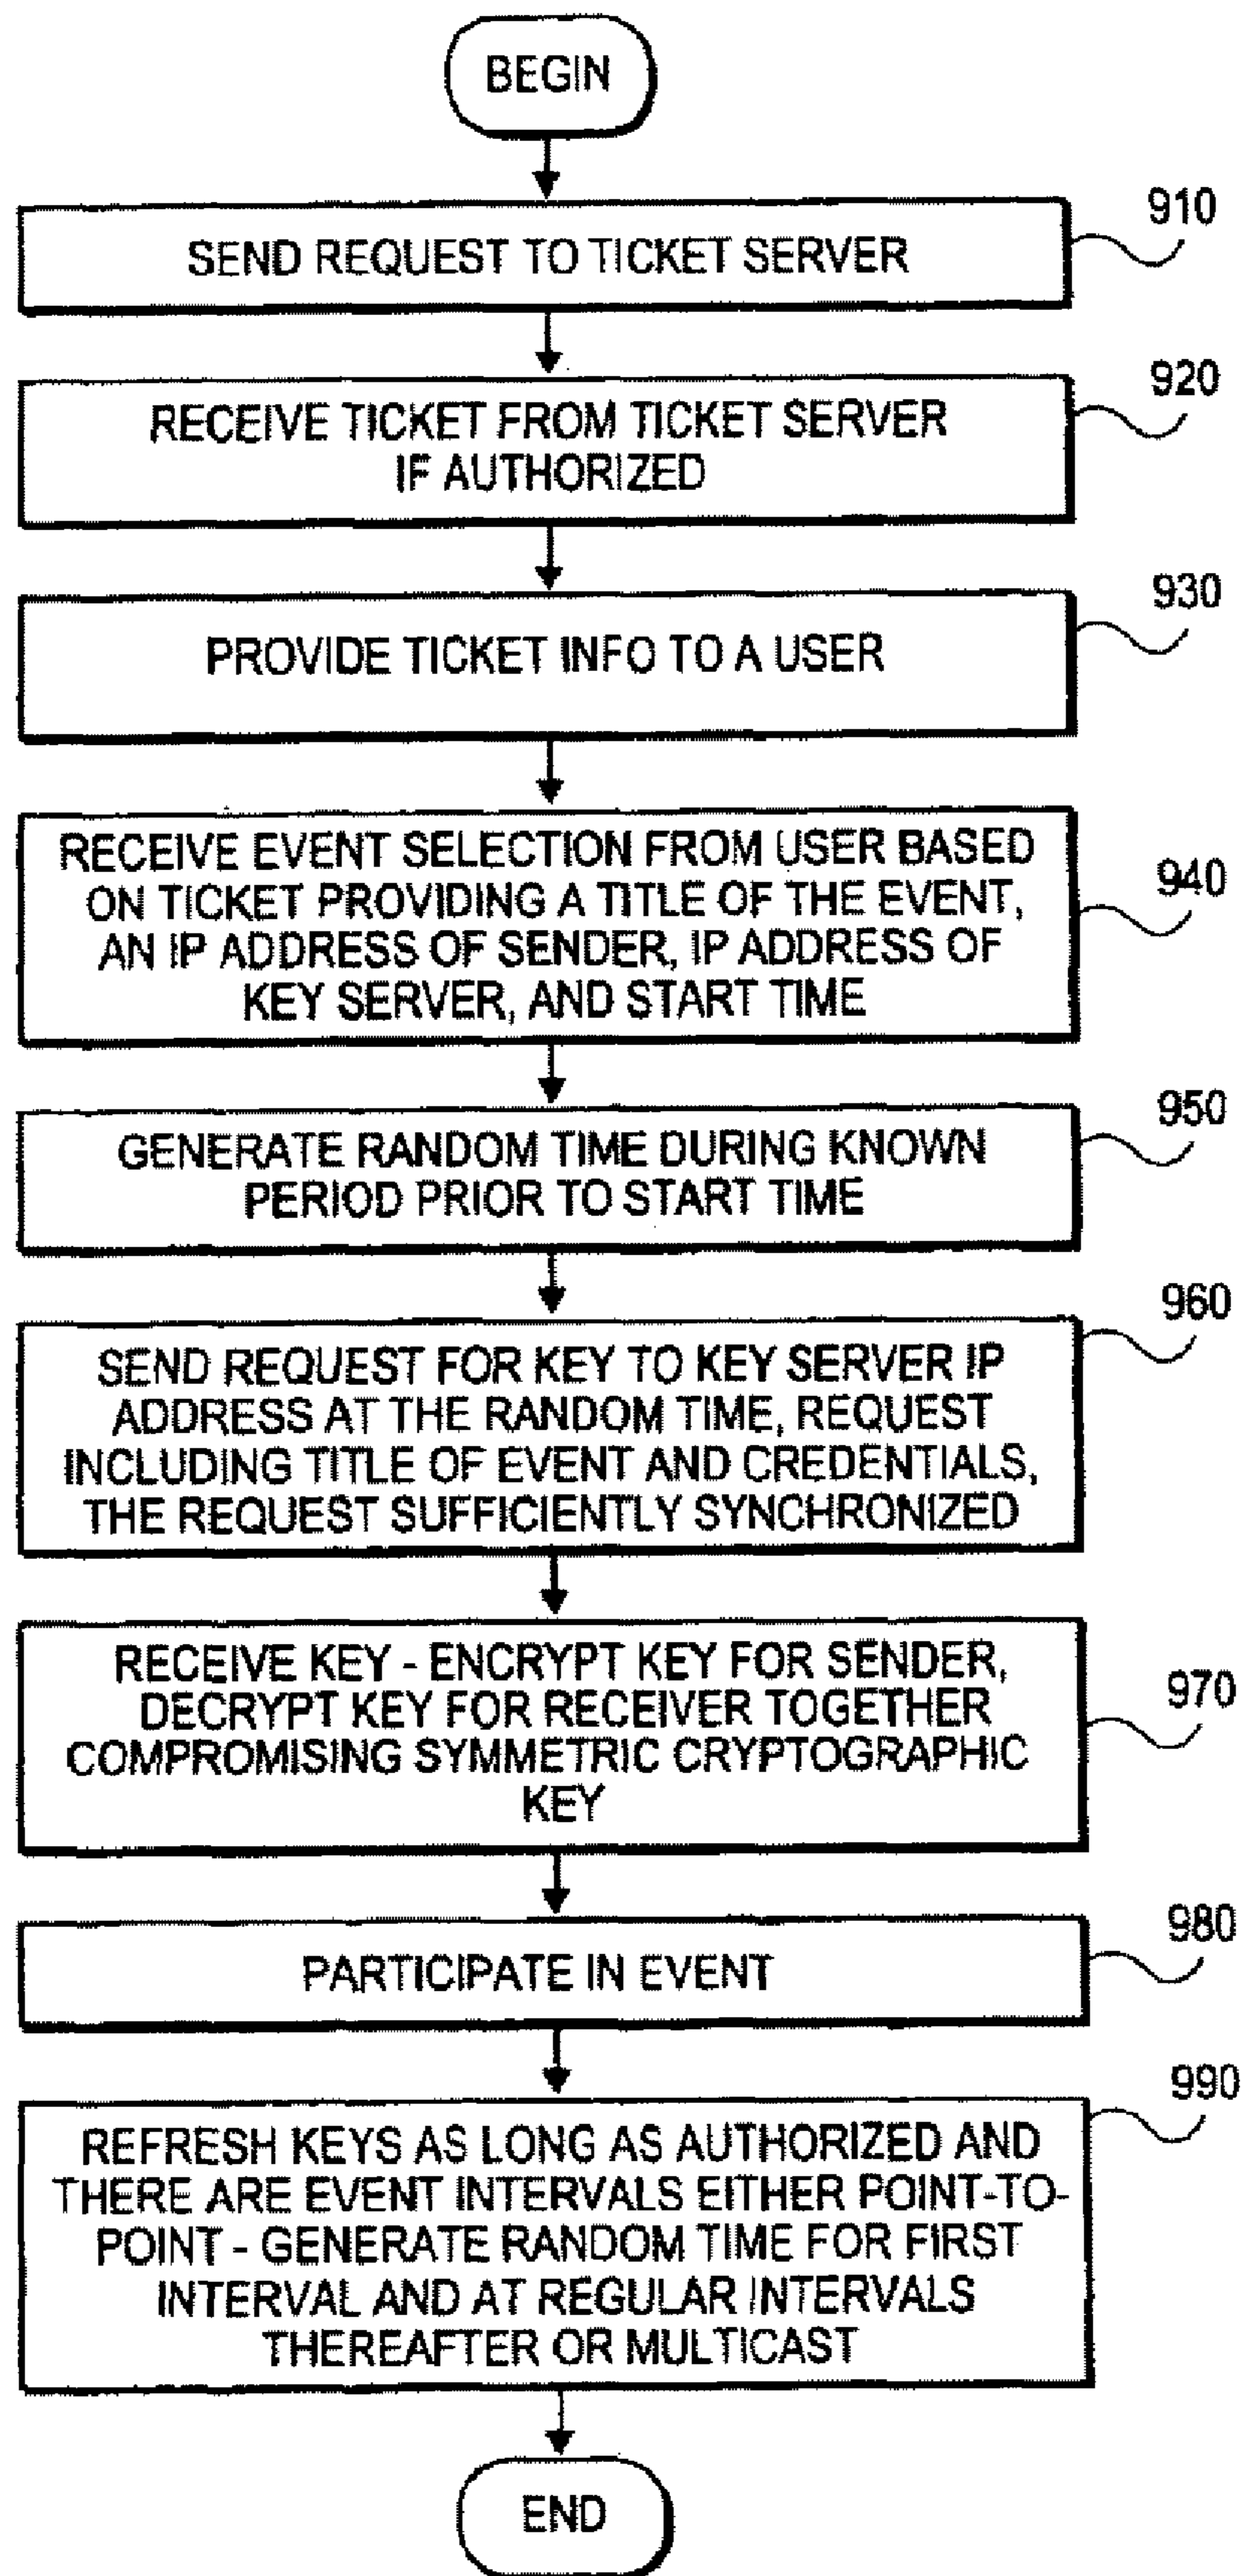 BEGIN
SEND REQUEST TO TICKET SERVER
910
RECEIVE TICKET FROM TICKET SERVER
IF AUTHORIZED
920
PROVIDE TICKET INFO TO A USER
930
RECEIVE EVENT SELECTION FROM USER BASED
ON TICKET PROVIDING A TITLE OF THE EVENT,
AN IP ADDRESS OF SENDER, IP ADDRESS OF
KEY SERVER, AND START TIME
940
GENERATE RANDOM TIME DURING KNOWN
PERIOD PRIOR TO START TIME
950
SEND REQUEST FOR KEY TO KEY SERVER IP
ADDRESS AT THE RANDOM TIME, REQUEST
INCLUDING TITLE OF EVENT AND CREDENTIALS,
THE REQUEST SUFFICIENTLY SYNCHRONIZED
960
RECEIVE KEY - ENCRYPT KEY FOR SENDER,
DECRYPT KEY FOR RECEIVER TOGETHER
COMPROMISING SYMMETRIC CRYPTOGRAPHIC
KEY
970
PARTICIPATE IN EVENT
980
REFRESH KEYS AS LONG AS AUTHORIZED AND
THERE ARE EVENT INTERVALS EITHER POINT-TO-
POINT - GENERATE RANDOM TIME FOR FIRST
INTERVAL AND AT REGULAR INTERVALS
THEREAFTER OR MULTICAST
990
END